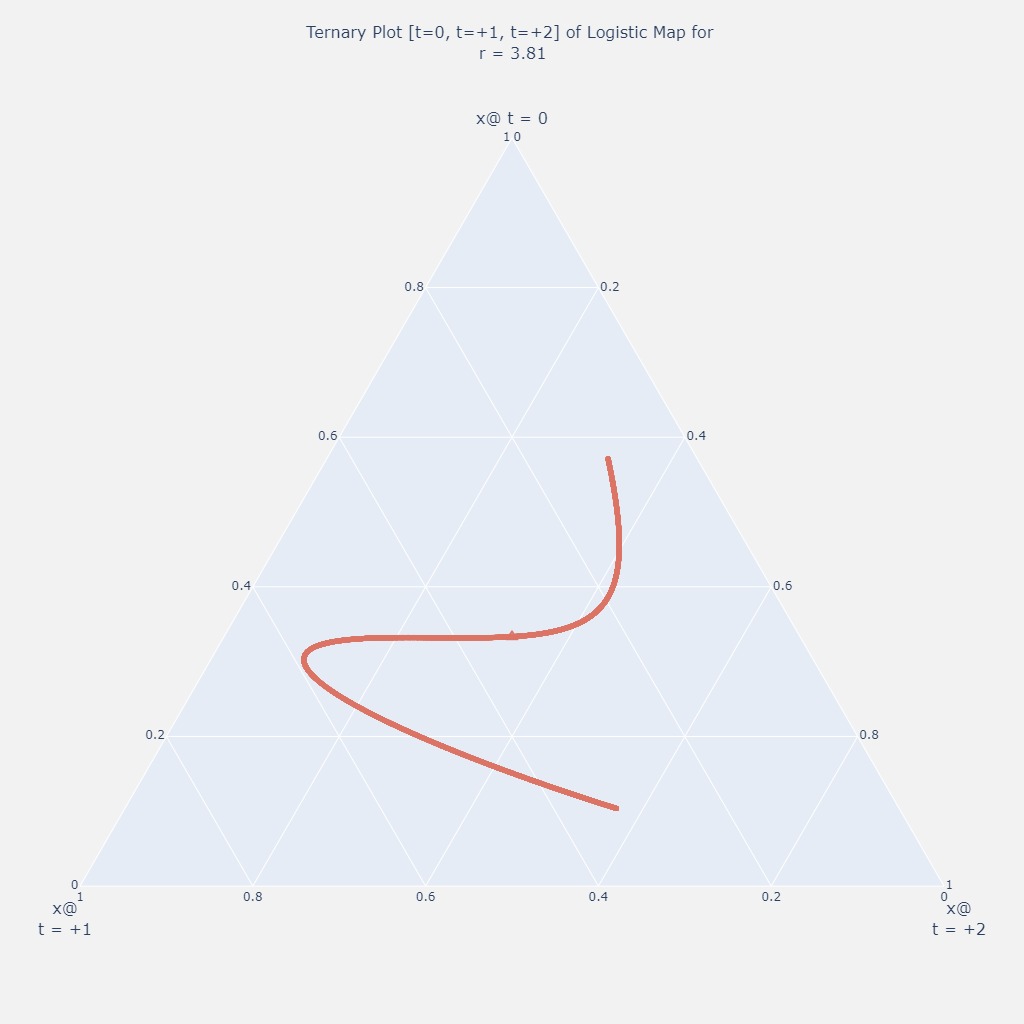 Ternary Plot [t=0, t=+1, t=+2] of Logistic Map for
r = 3.81
x@ t = 0
1 0
0.8 0.2
0.6 0.4
0.4 0.6
0.2 0.8
0 1
1 0.8 0.6 0.4 0.2 0
x@ x@
t = +1 t = +2